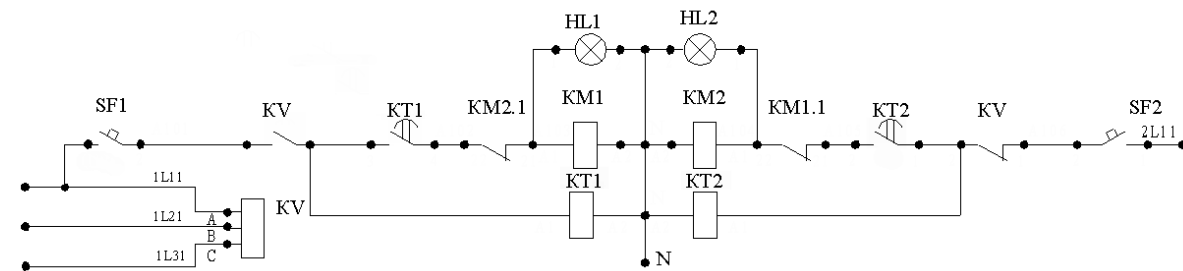 HL1 HL2
SF1 KV KT1 KM2.1 KM1 KM2 KM1.1 KT2 KV SF2
2L11
1L11 KT1 KT2
KV
1L21 A
B
1L31 C
N